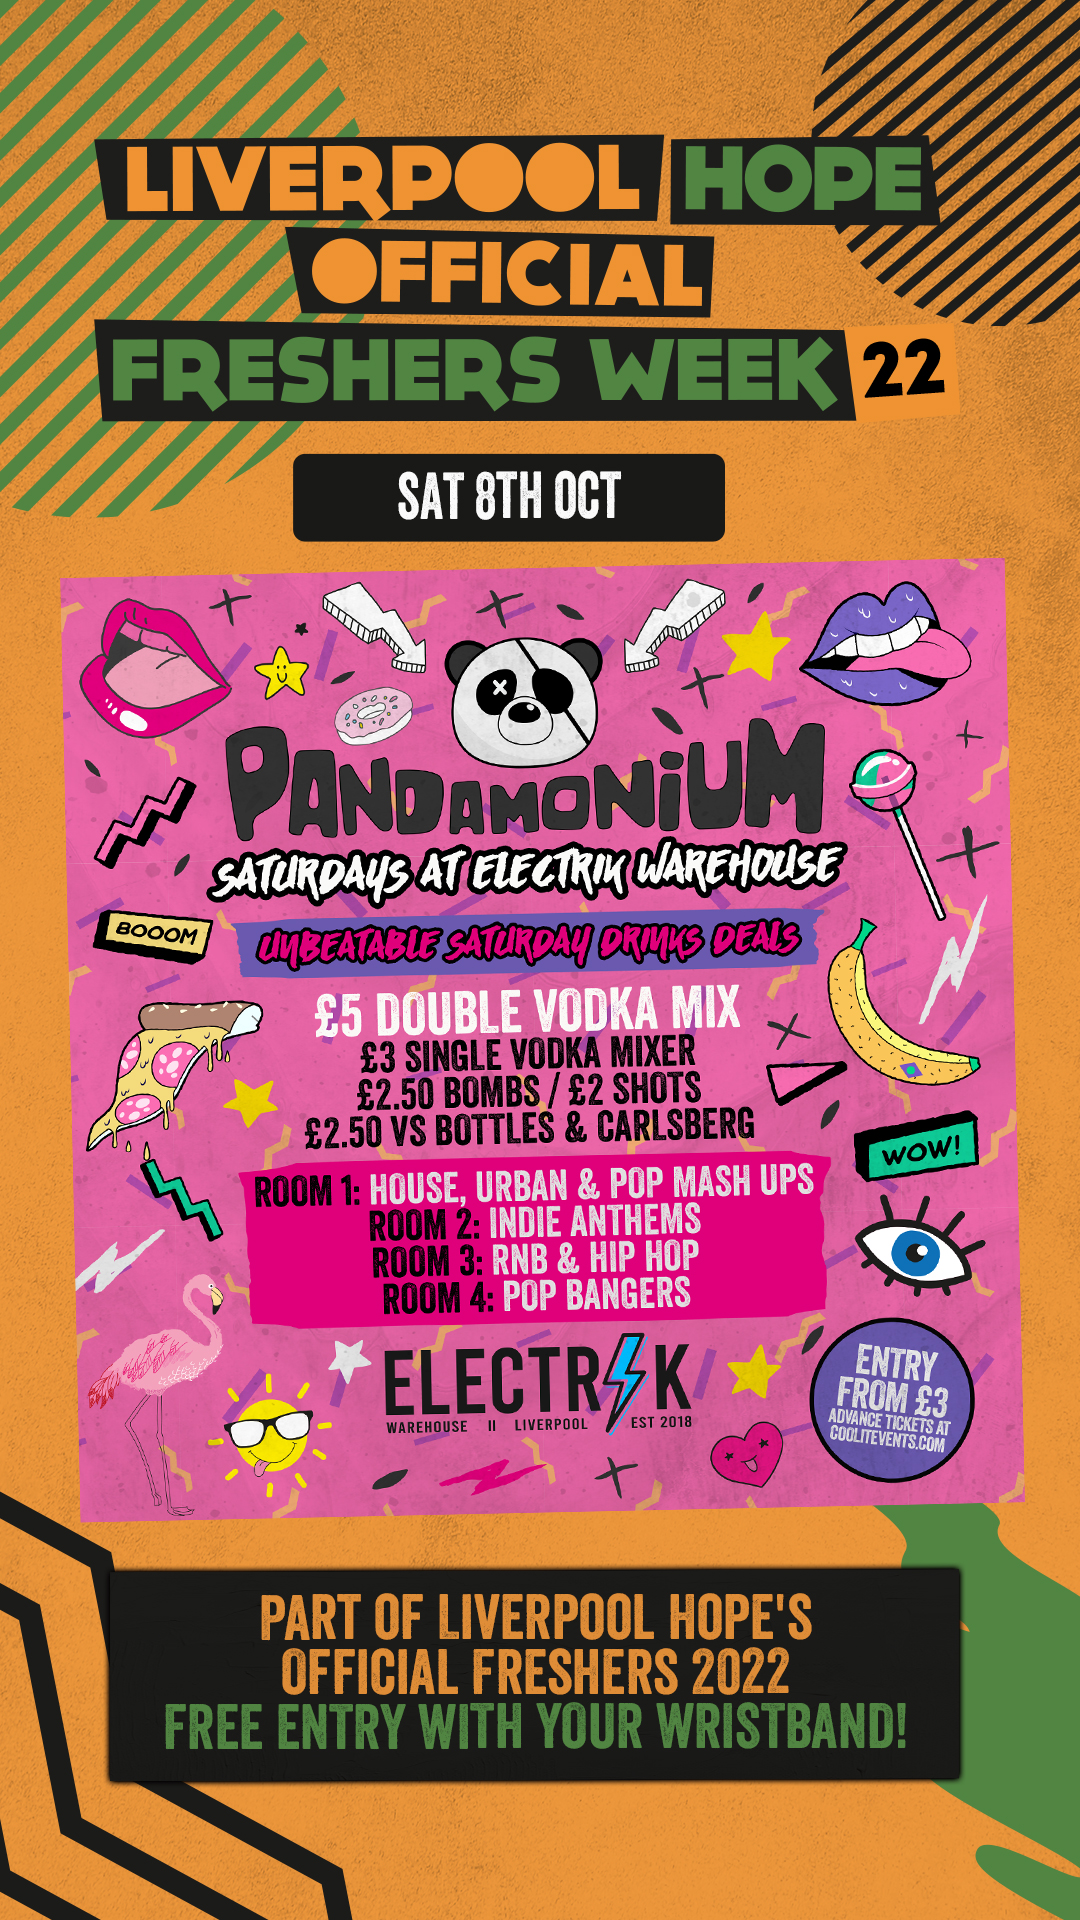 LIVERPOOL HOPE
OFFICIAL
FRESHERS WEEK 22
SAT 8TH OCT
PANDAMONiUM
SATURDAYS AT ELECTRIK WAREHOUSE
BOOOM
UNBEATABLE SATURDAY DRINKS DEALS
£5 DOUBLE VODKA MIX
£3 SINGLE VODKA MIXER
£2.50 BOMBS / £2 SHOTS
£2.50 VS BOTTLES & CARLSBERG
WOW!
ROOM 1: HOUSE, URBAN & POP MASH UPS
ROOM 2: INDIE ANTHEMS
ROOM 3: RNB & HIP HOP
ROOM 4: POP BANGERS
ELECTRIK
WAREHOUSE II LIVERPOOL EST 2018
ENTRY
FROM £3
ADVANCE TICKETS AT
COOLITEVENTS.COM
PART OF LIVERPOOL HOPE'S
OFFICIAL FRESHERS 2022
FREE ENTRY WITH YOUR WRISTBAND!